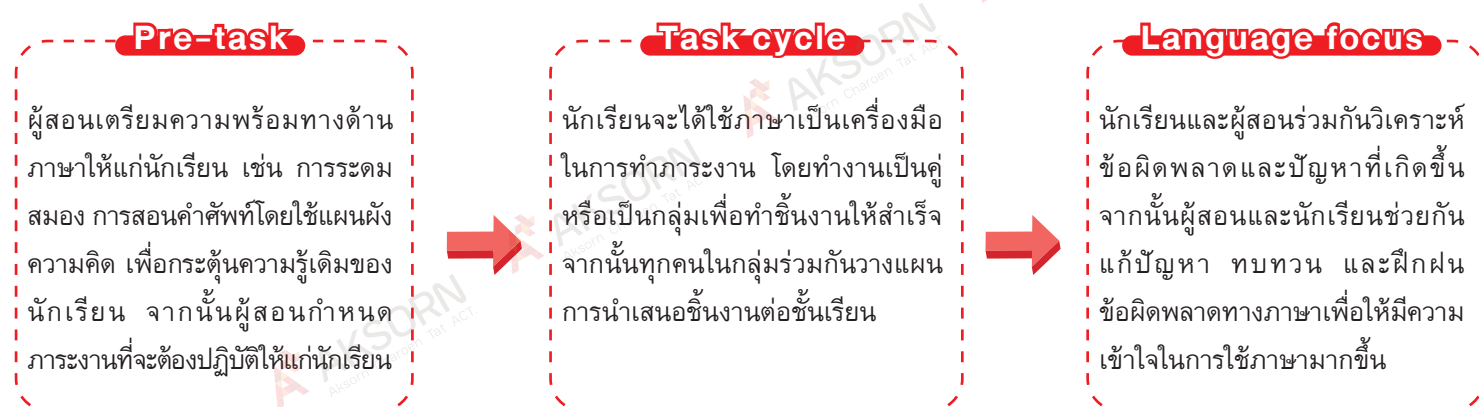 Pre-task
ผู้สอนเตรียมความพร้อมทางด้าน
ภาษาให้แก่นักเรียน เช่น การระดม
สมอง การสอนคำศัพท์โดยใช้แผนผัง
ความคิด เพื่อกระตุ้นความรู้เดิมของ
นักเรียน จากนั้นผู้สอนกำหนด
ภาระงานที่จะต้องปฏิบัติให้แก่นักเรียน
Task cycle
นักเรียนจะได้ใช้ภาษาเป็นเครื่องมือ
ในการทำภาระงาน โดยทำงานเป็นคู่
หรือเป็นกลุ่มเพื่อทำชิ้นงานให้สำเร็จ
จากนั้นทุกคนในกลุ่มร่วมกันวางแผน
การนำเสนอชิ้นงานต่อชั้นเรียน
Language focus
นักเรียนและผู้สอนร่วมกันวิเคราะห์
ข้อผิดพลาดและปัญหาที่เกิดขึ้น
จากนั้นผู้สอนและนักเรียนช่วยกัน
แก้ปัญหา ทบทวน และฝึกฝน
ข้อผิดพลาดทางภาษาเพื่อให้มีความ
เข้าใจในการใช้ภาษามากขึ้น
AKSORN
Aksorn Charoen Tat ACT.
AKSORN
Aksorn Charoen Tat ACT.
AKSORN
Aksorn Charoen Tat ACT.